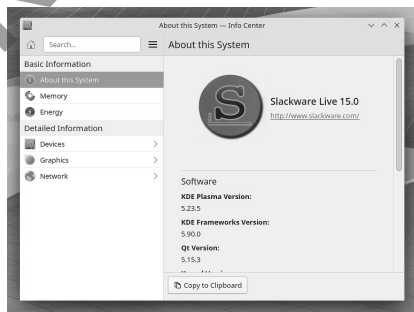 About this System — Info Center
Search...
About this System
Basic Information
About this System
Memory
Energy
Detailed Information
Devices
Graphics
Network
S
Slackware Live 15.0
http://www.slackware.com/
Software
KDE Plasma Version:
5.23.5
KDE Frameworks Version:
5.90.0
Qt Version:
5.15.3
Copy to Clipboard